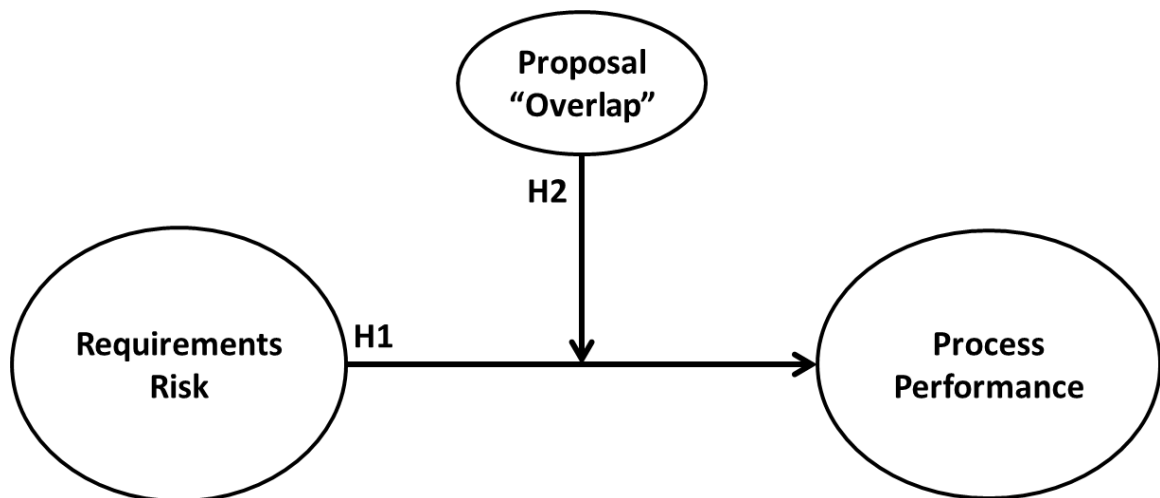 Proposal
“Overlap”
H2
H1
Requirements
Risk
Process
Performance